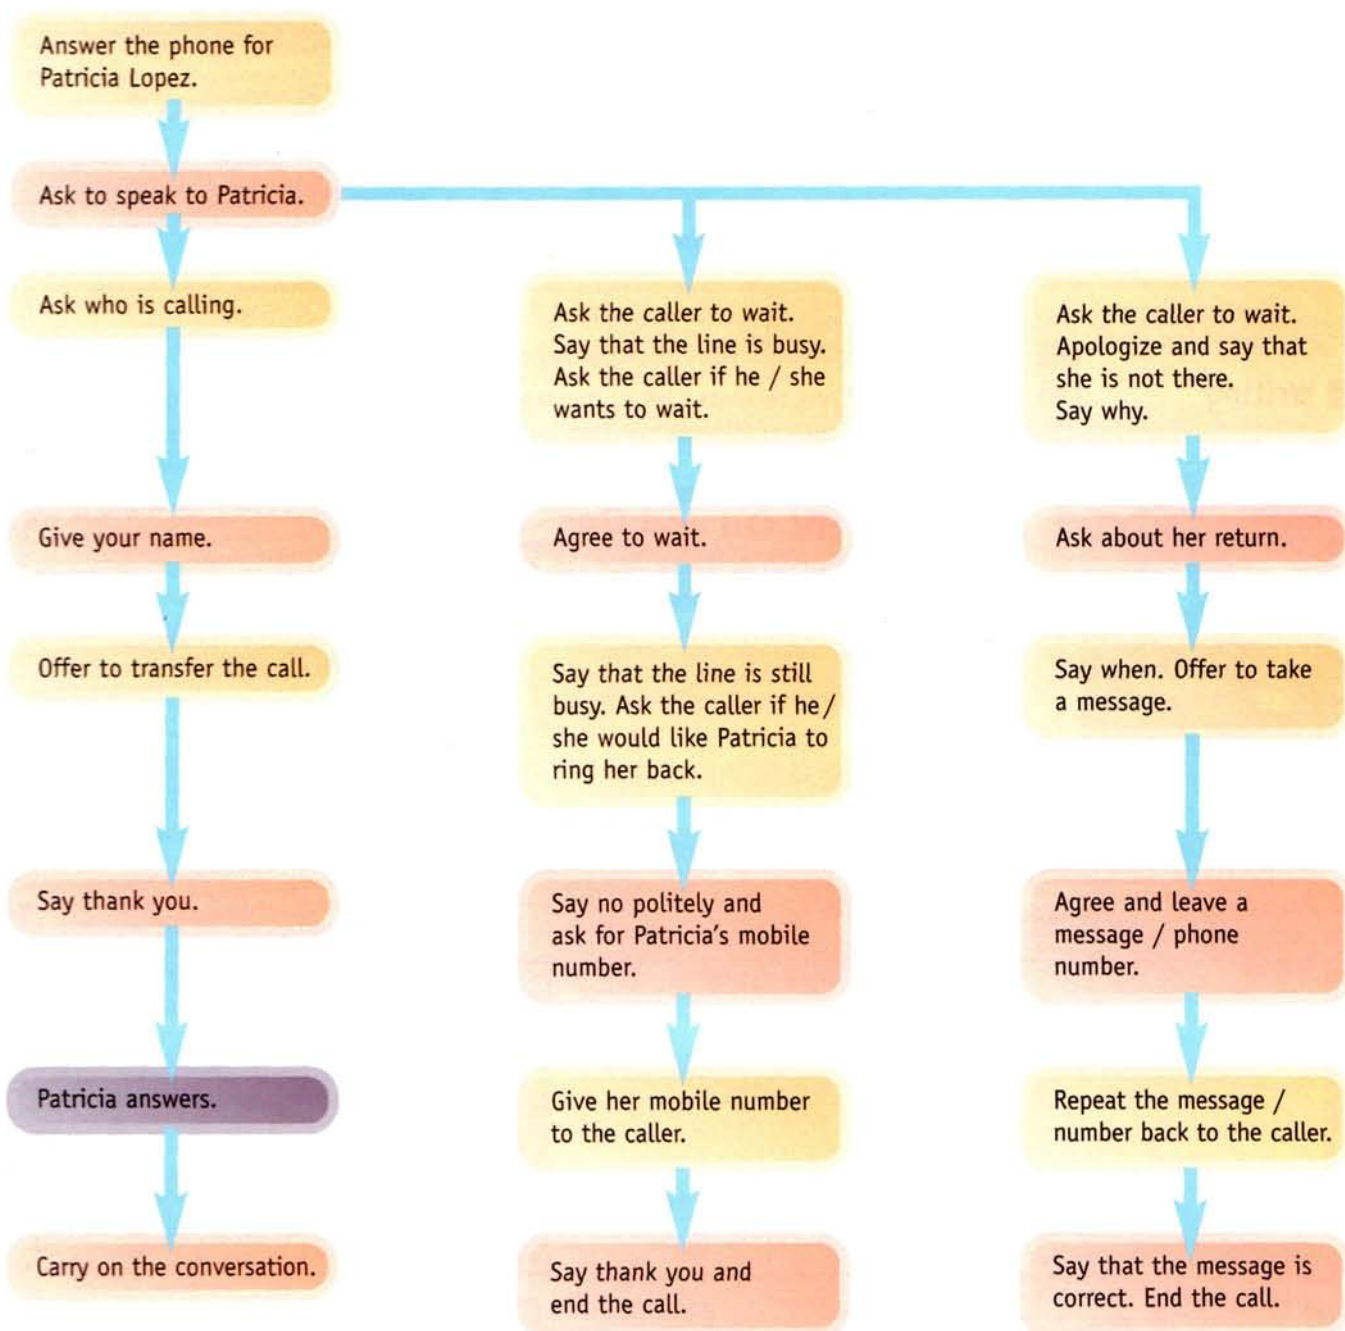 Answer the phone for
Patricia Lopez.
Ask to speak to Patricia.
Ask who is calling.
Give your name.
Offer to transfer the call.
Say thank you.
Patricia answers.
Carry on the conversation.
Ask the caller to wait.
Say that the line is busy.
Ask the caller if he / she
wants to wait.
Agree to wait.
Say that the line is still
busy. Ask the caller if he /
she would like Patricia to
ring her back.
Say no politely and
ask for Patricia's mobile
number.
Give her mobile number
to the caller.
Say thank you and
end the call.
Ask the caller to wait.
Apologize and say that
she is not there.
Say why.
Ask about her return.
Say when. Offer to take
a message.
Agree and leave a
message / phone
number.
Repeat the message /
number back to the caller.
Say that the message is
correct. End the call.